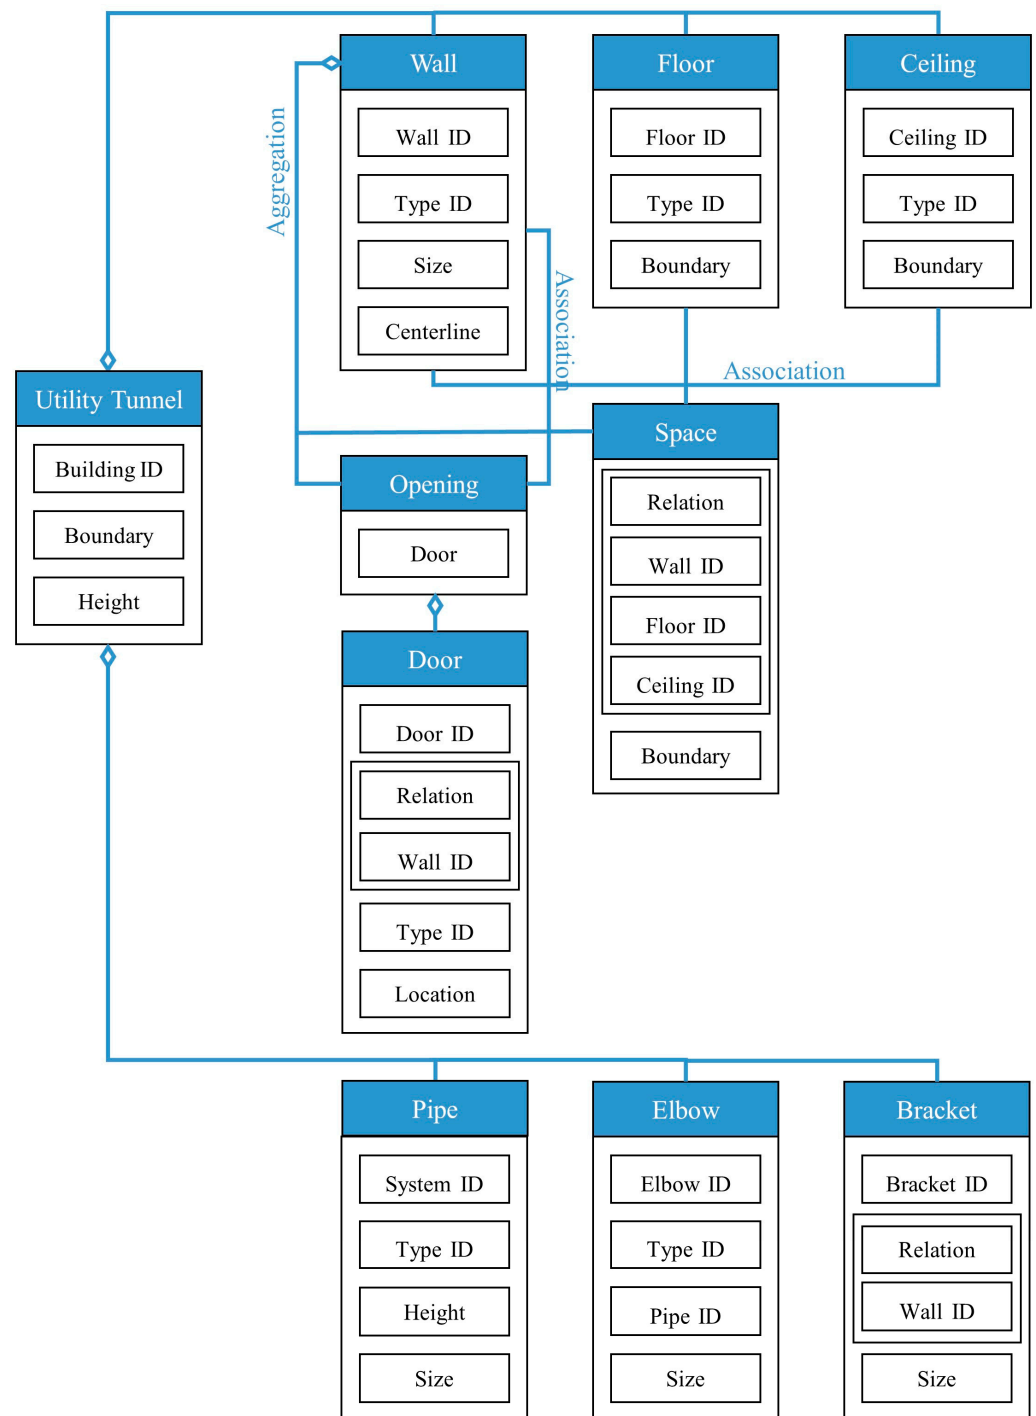 Wall
Wall ID
Type ID
Size
Centerline
Floor
Floor ID
Type ID
Boundary
Ceiling
Ceiling ID
Type ID
Boundary
Aggregation
Association
Association
Utility Tunnel
Building ID
Boundary
Height
Opening
Door
Space
Relation
Wall ID
Floor ID
Ceiling ID
Boundary
Door
Door ID
Relation
Wall ID
Type ID
Location
Pipe
System ID
Type ID
Height
Size
Elbow
Elbow ID
Type ID
Pipe ID
Size
Bracket
Bracket ID
Relation
Wall ID
Size